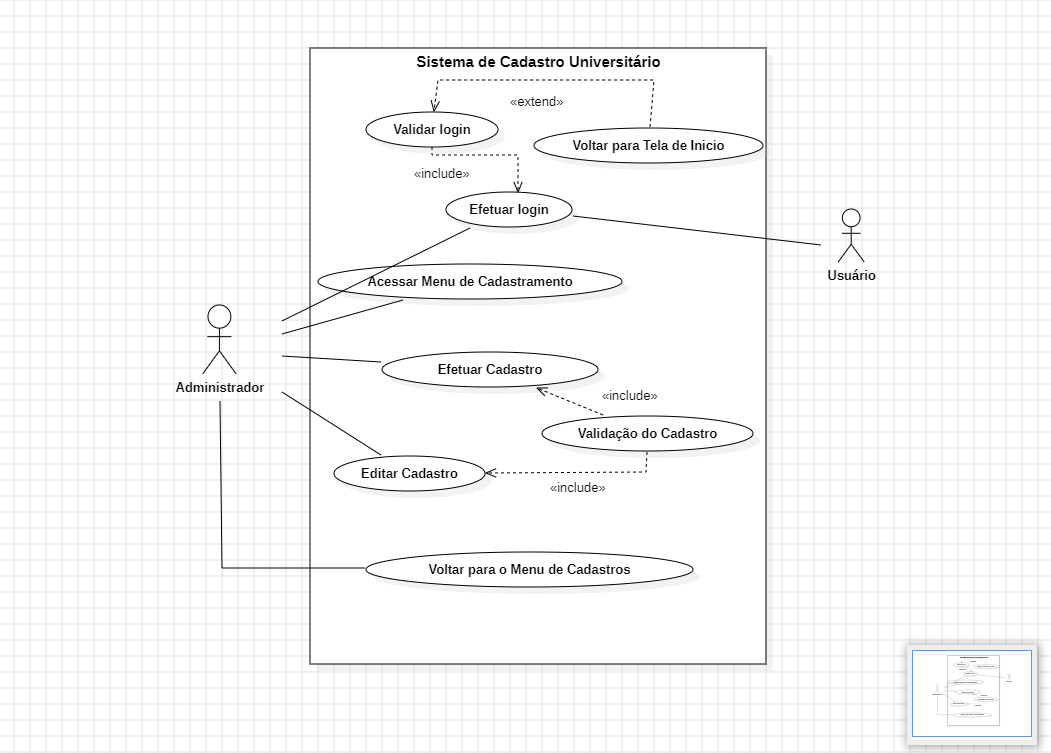 Sistema de Cadastro Universitário
«extend»
Validar login
Voltar para Tela de Inicio
«include»
Efetuar login
Usuário
Acessar Menu de Cadastramento
Efetuar Cadastro
Administrador
«include»
Validação do Cadastro
Editar Cadastro
«include»
Voltar para o Menu de Cadastros